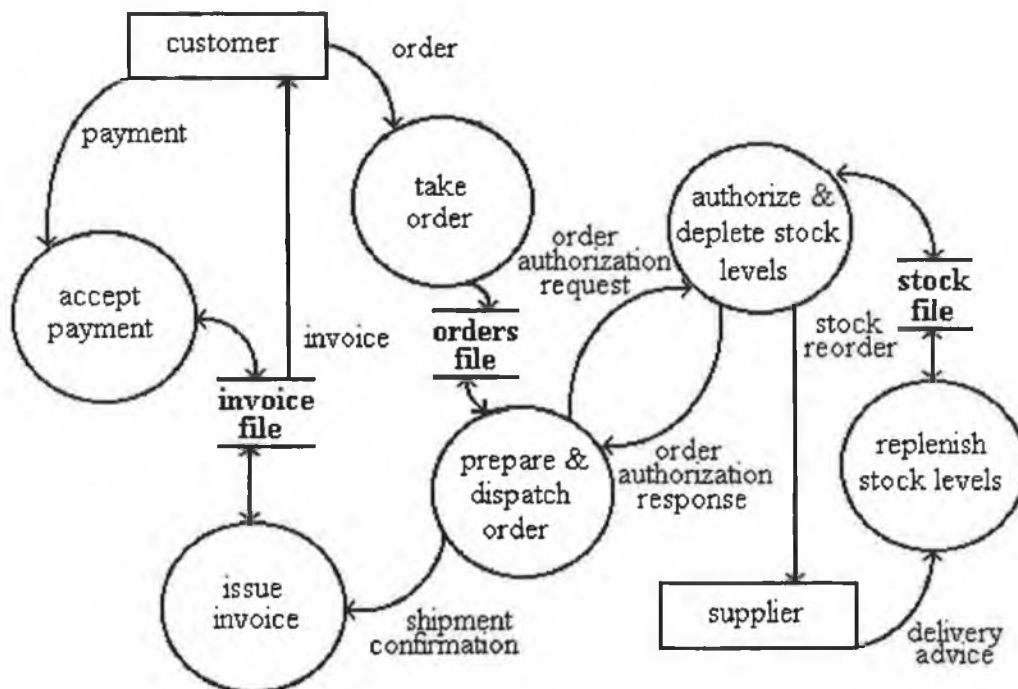 customer
order
payment
take
order
authorize &
deplete stock
levels
order
authorization
request
accept
payment
invoice
orders
file
stock
file
stock
reorder
invoice
file
prepare &
dispatch
order
order
authorization
response
replenish
stock levels
issue
invoice
shipment
confirmation
supplier
delivery
advice